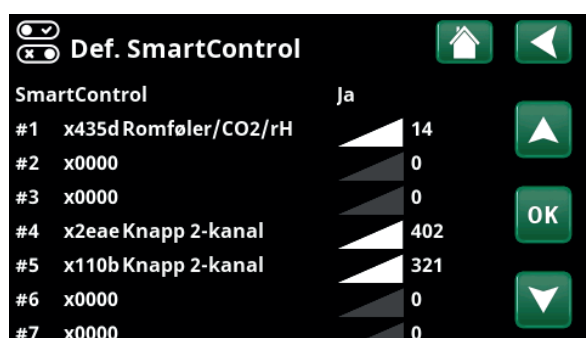 Def. SmartControl
SmartControl Ja
#1 x435d Romføler/CO2/rH 14
#2 x0000 0
#3 x0000 0
#4 x2eae Knapp 2-kanal 402
#5 x110b Knapp 2-kanal 321
#6 x0000 0
#7 x0000 0
OK